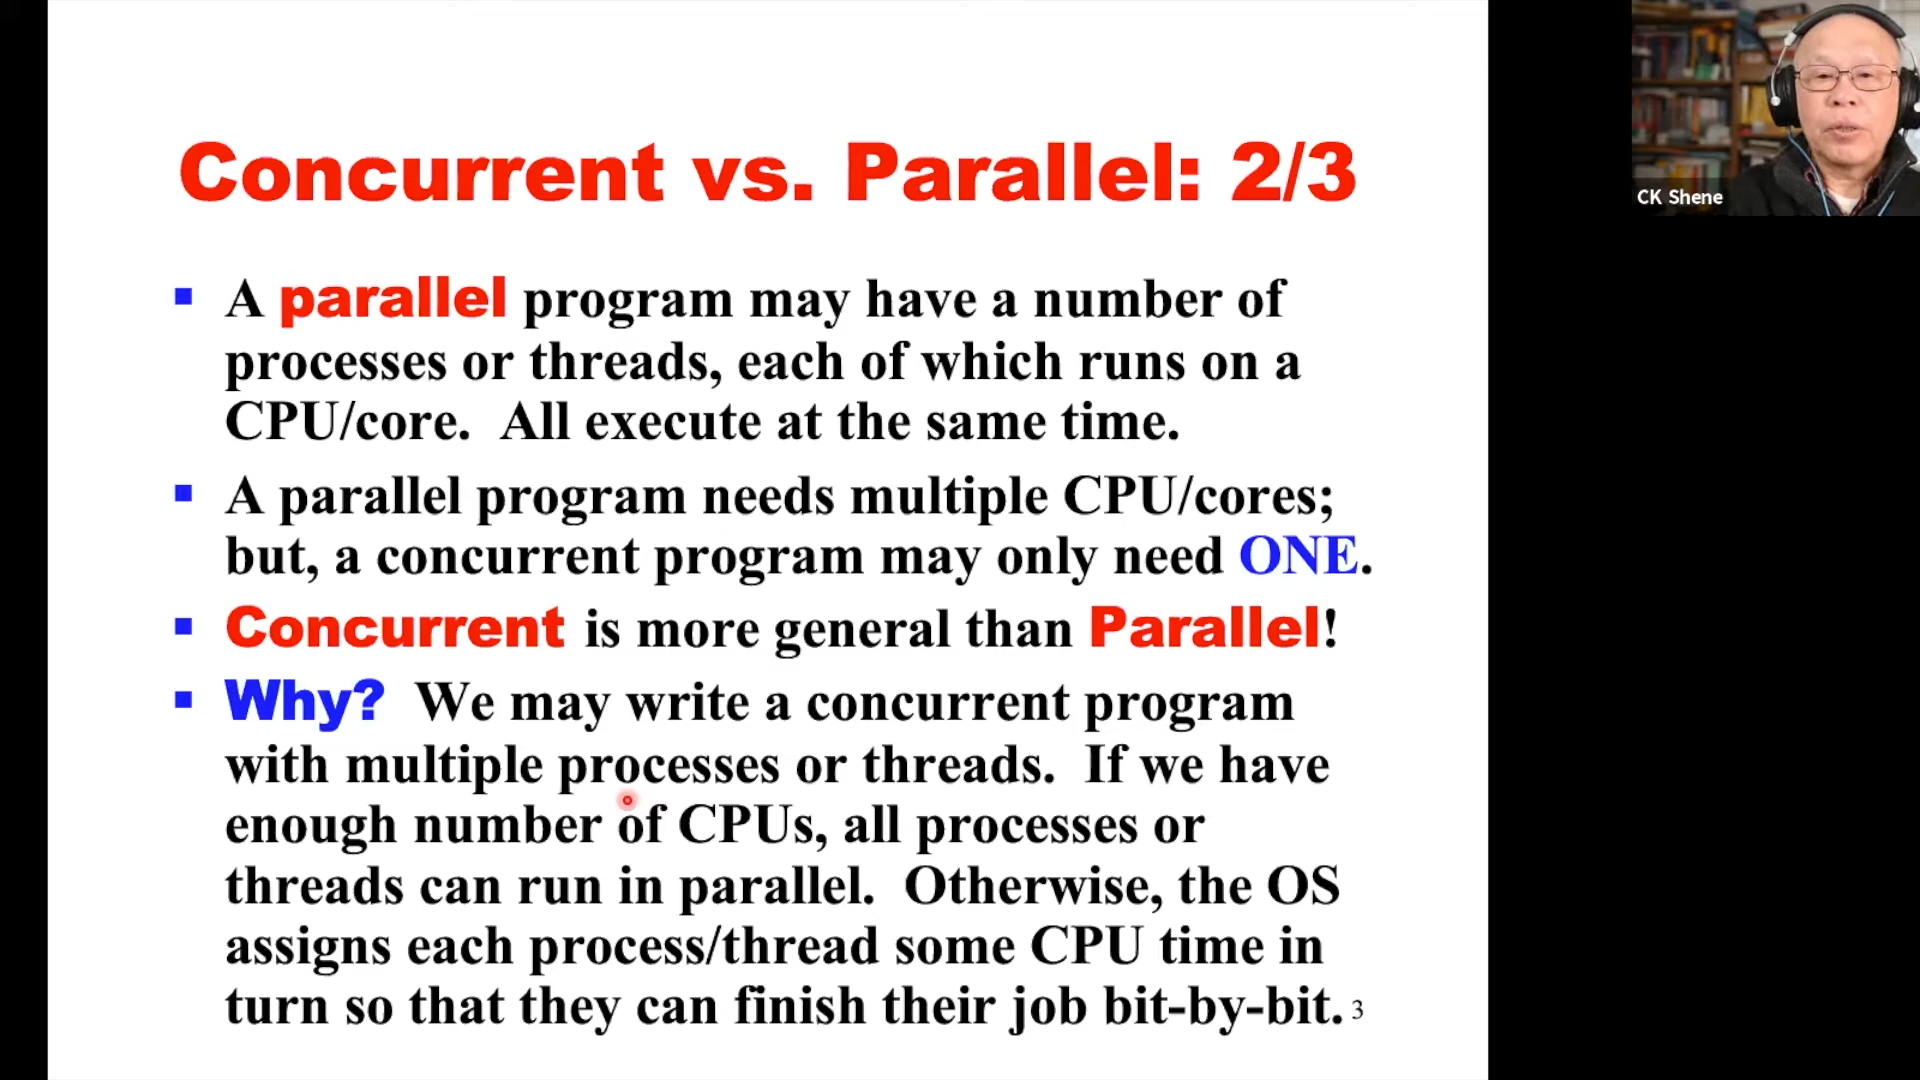 Concurrent vs. Parallel: 2/3
A parallel program may have a number of
processes or threads, each of which runs on a
CPU/core. All execute at the same time.
A parallel program needs multiple CPU/cores;
but, a concurrent program may only need ONE.
Concurrent is more general than Parallel!
Why? We may write a concurrent program
with multiple processes or threads. If we have
enough number of CPUs, all processes or
threads can run in parallel. Otherwise, the OS
assigns each process/thread some CPU time in
turn so that they can finish their job bit-by-bit.
3
CK Shene